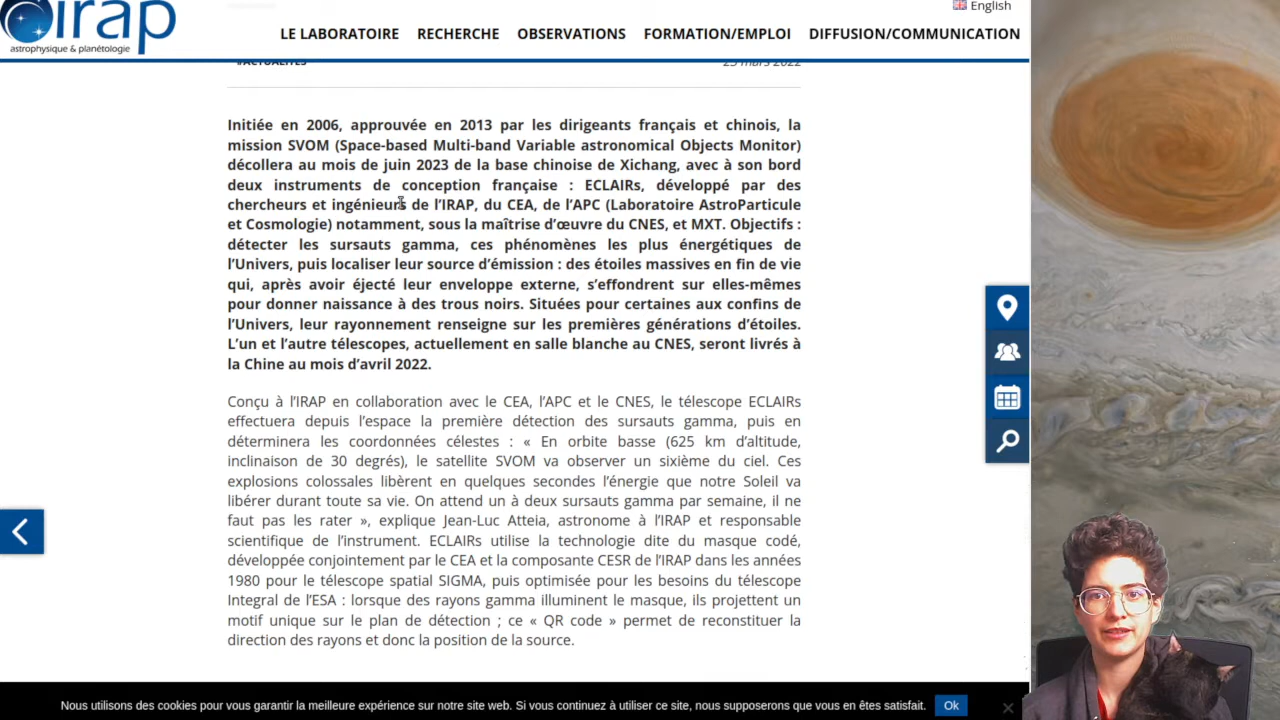 irap
astrophysique & planétologie
English
LE LABORATOIRE RECHERCHE OBSERVATIONS FORMATION/EMPLOI DIFFUSION/COMMUNICATION
#ACTUALITÉS 23 mars 2022
Initiée en 2006, approuvée en 2013 par les dirigeants français et chinois, la
mission SVOM (Space-based Multi-band Variable astronomical Objects Monitor)
décollera au mois de juin 2023 de la base chinoise de Xichang, avec à son bord
deux instruments de conception française : ECLAIRs, développé par des
chercheurs et ingénieurs de l’IRAP, du CEA, de l’APC (Laboratoire AstroParticule
et Cosmologie) notamment, sous la maîtrise d’œuvre du CNES, et MXT. Objectifs :
détecter les sursauts gamma, ces phénomènes les plus énergétiques de
l’Univers, puis localiser leur source d’émission : des étoiles massives en fin de vie
qui, après avoir éjecté leur enveloppe externe, s’effondrent sur elles-mêmes
pour donner naissance à des trous noirs. Situées pour certaines aux confins de
l’Univers, leur rayonnement renseigne sur les premières générations d’étoiles.
L’un et l’autre télescopes, actuellement en salle blanche au CNES, seront livrés à
la Chine au mois d’avril 2022.
Conçu à l’IRAP en collaboration avec le CEA, l’APC et le CNES, le télescope ECLAIRs
effectuera depuis l’espace la première détection des sursauts gamma, puis en
déterminera les coordonnées célestes : « En orbite basse (625 km d’altitude,
inclinaison de 30 degrés), le satellite SVOM va observer un sixième du ciel. Ces
explosions colossales libèrent en quelques secondes l’énergie que notre Soleil va
libérer durant toute sa vie. On attend un à deux sursauts gamma par semaine, il ne
faut pas les rater », explique Jean-Luc Atteia, astronome à l’IRAP et responsable
scientifique de l’instrument. ECLAIRs utilise la technologie dite du masque codé,
développée conjointement par le CEA et la composante CESR de l’IRAP dans les années
1980 pour le télescope spatial SIGMA, puis optimisée pour les besoins du télescope
Integral de l’ESA : lorsque des rayons gamma illuminent le masque, ils projettent un
motif unique sur le plan de détection ; ce « QR code » permet de reconstituer la
direction des rayons et donc la position de la source.
Nous utilisons des cookies pour vous garantir la meilleure expérience sur notre site web. Si vous continuez à utiliser ce site, nous supposerons que vous en êtes satisfait. Ok